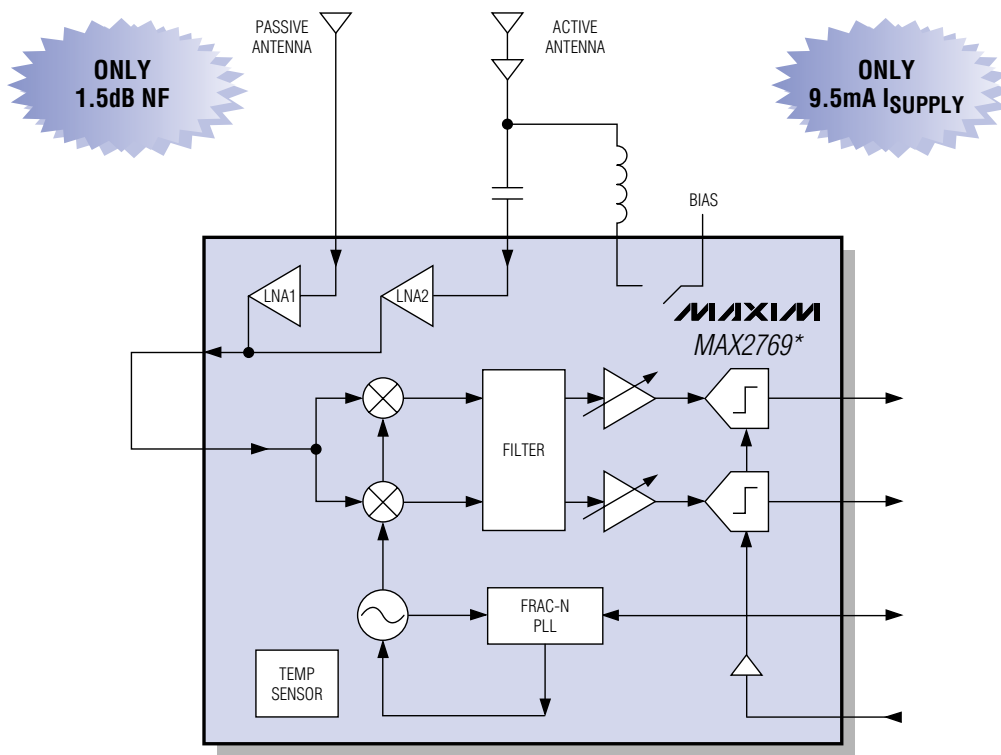 ONLY
1.5dB NF
PASSIVE
ANTENNA
ACTIVE
ANTENNA
ONLY
9.5mA ISUPPLY
BIAS
LNA1
LNA2
MAXIM
MAX2769*
FILTER
FRAC-N
PLL
TEMP
SENSOR